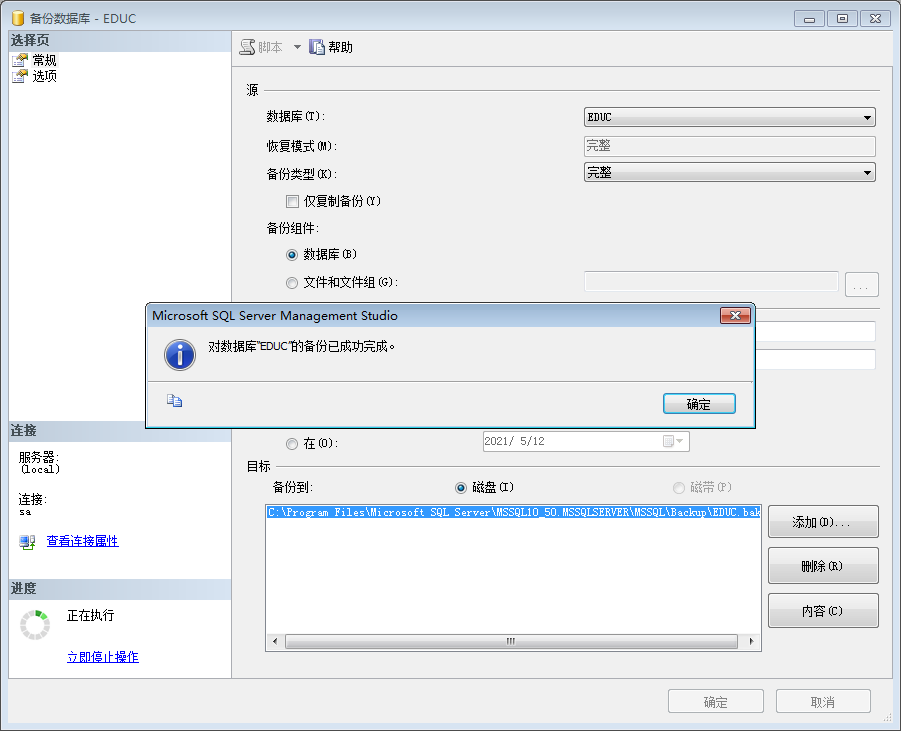 备份数据库 - EDUC
选择页
常规
选项
脚本
帮助
源
数据库(T):
EDUC
恢复模式(M):
完整
备份类型(K):
完整
仅复制备份(Y)
备份组件:
数据库(B)
文件和文件组(G):
...
Microsoft SQL Server Management Studio
对数据库"EDUC"的备份已成功完成。
确定
连接
服务器:
(local)
连接:
sa
查看连接属性
进度
正在执行
立即停止操作
在(O):
2021/ 5/12
目标
备份到:
磁盘(I)
磁带(P)
C:\Program Files\Microsoft SQL Server\MSSQL10_50.MSSQLSERVER\MSSQL\Backup\EDUC.bak
添加(D)...
删除(R)
内容(C)
确定
取消